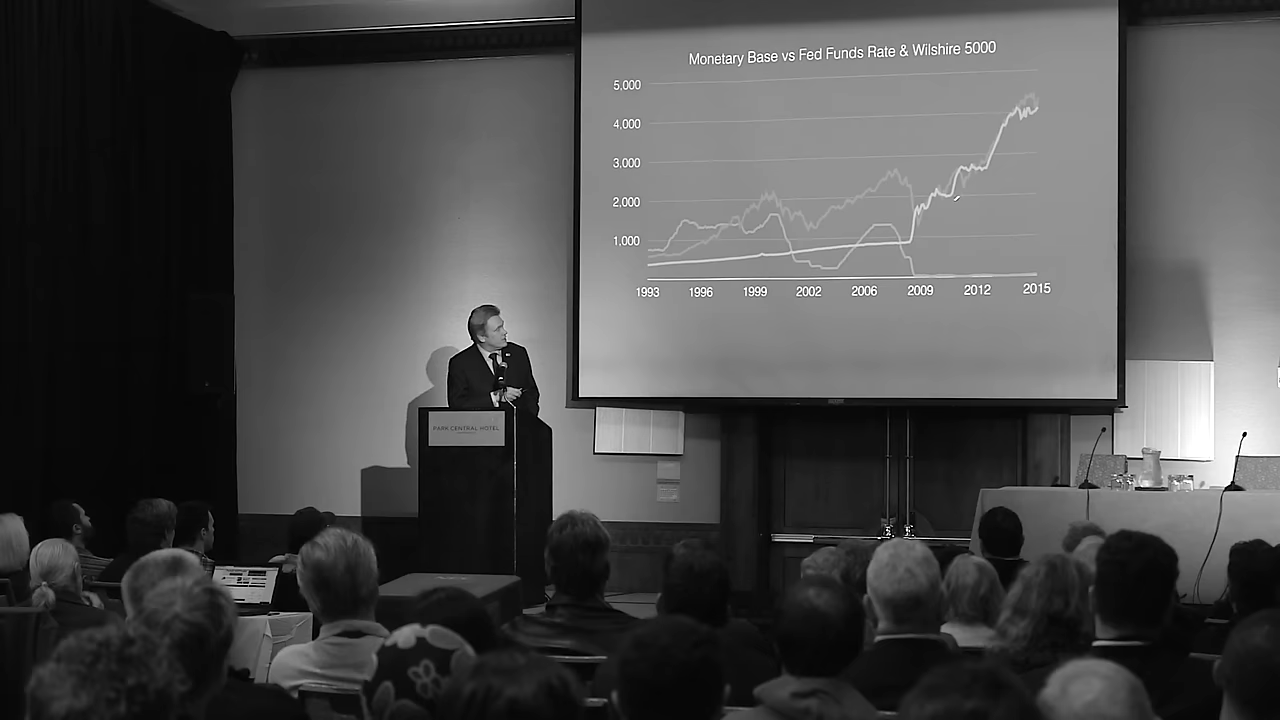 Monetary Base vs Fed Funds Rate & Wilshire 5000
5,000
4,000
3,000
2,000
1,000
1993 1996 1999 2002 2006 2009 2012 2015
PARK CENTRAL HOTEL